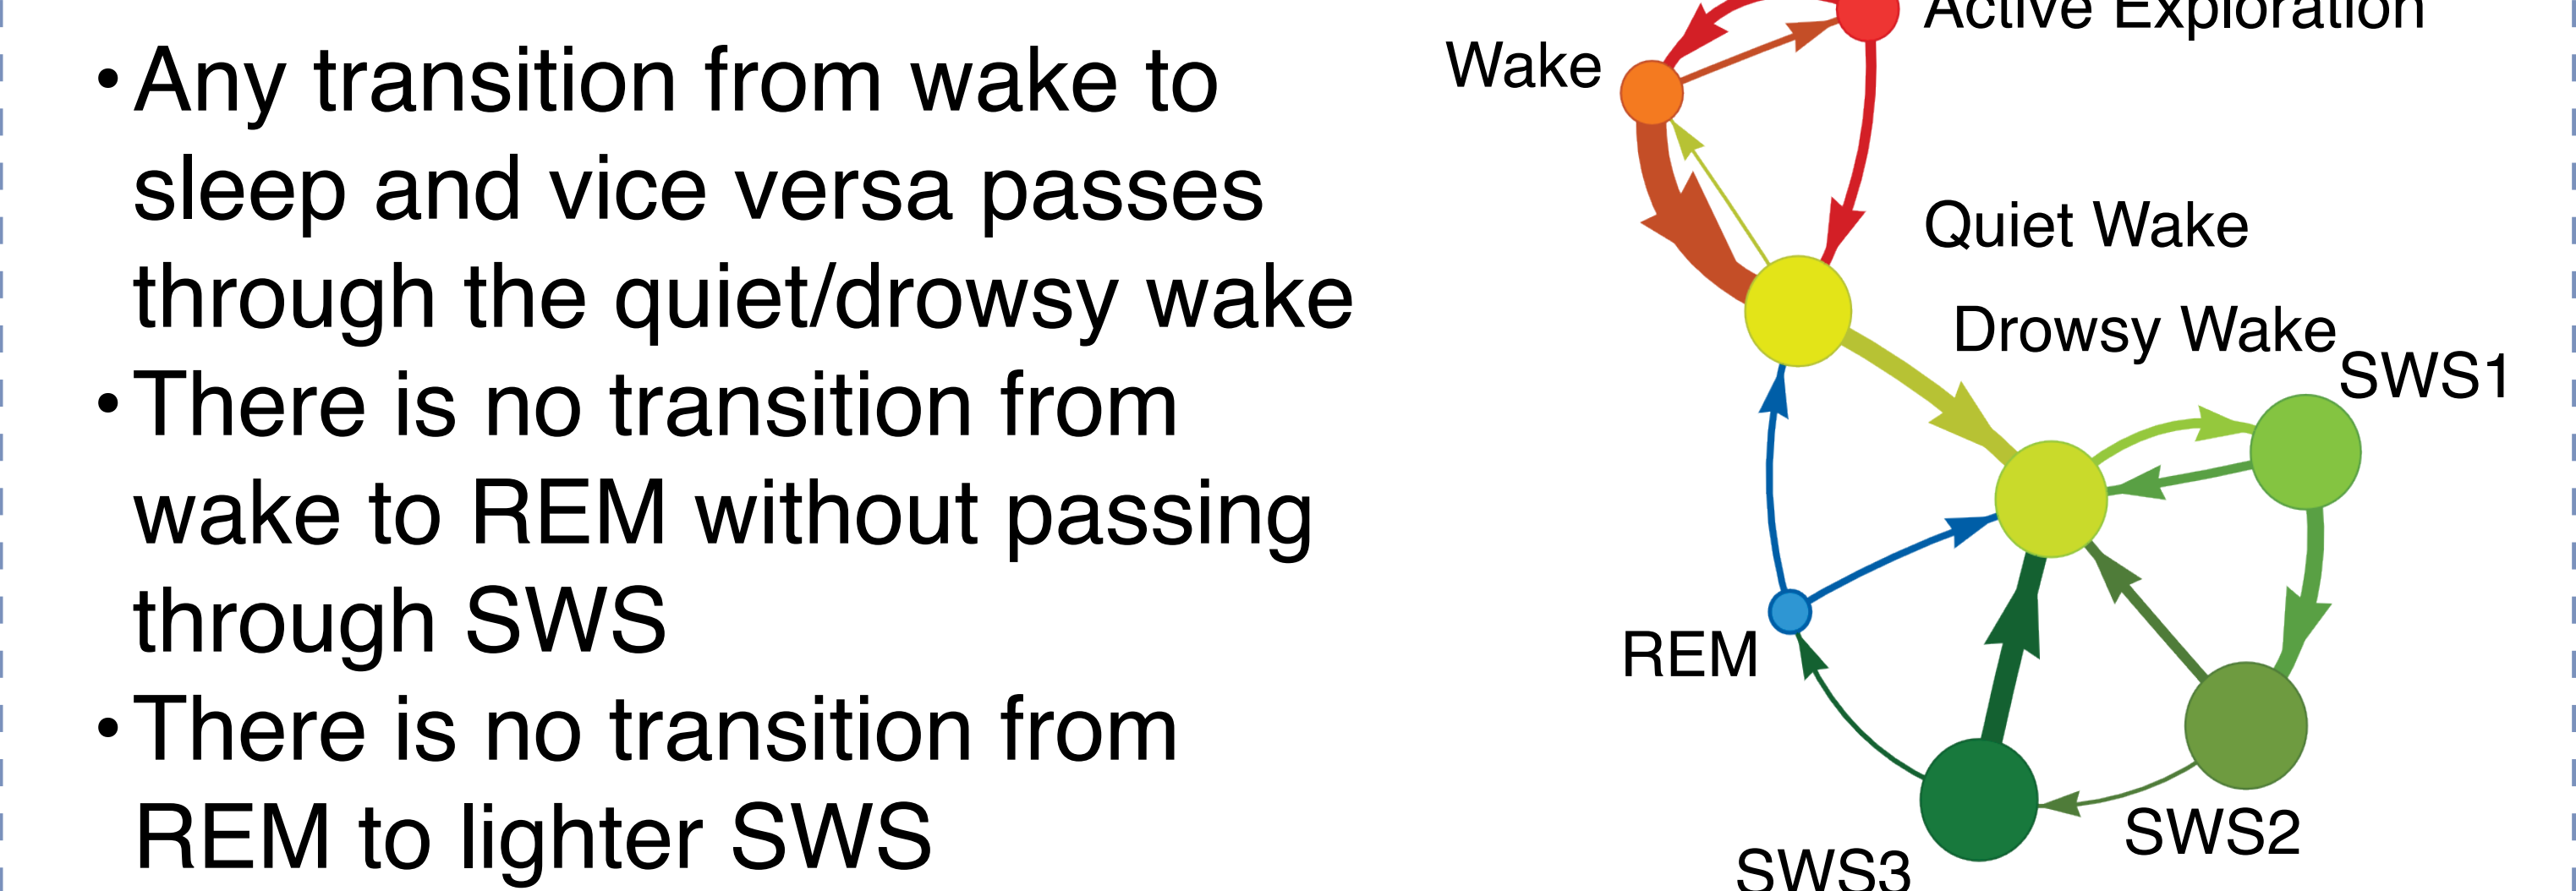 • Any transition from wake to
sleep and vice versa passes
through the quiet/drowsy wake
• There is no transition from
wake to REM without passing
through SWS
• There is no transition from
REM to lighter SWS
Active Exploration
Wake
Quiet Wake
Drowsy Wake
SWS1
REM
SWS2
SWS3